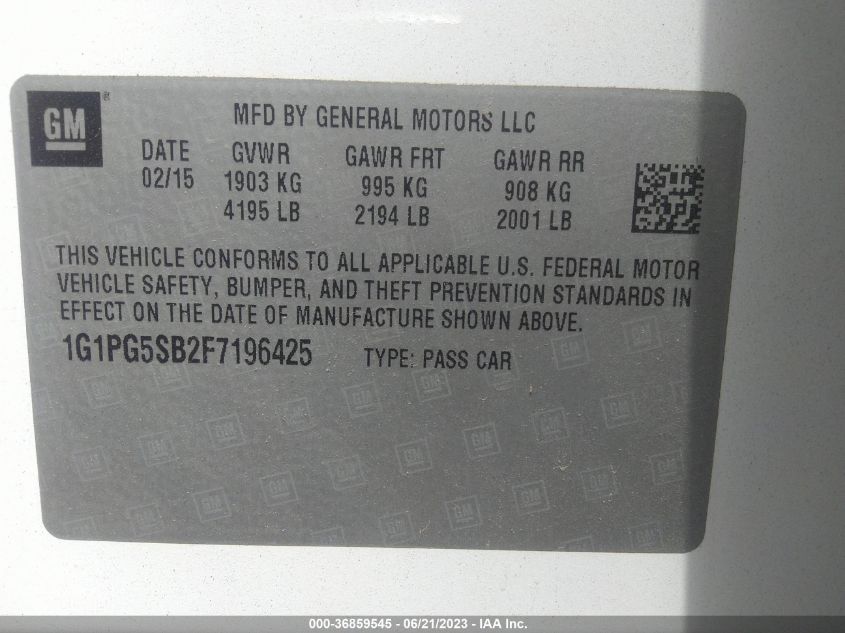 GM ®
MFD BY GENERAL MOTORS LLC
DATE GVWR GAWR FRT GAWR RR
02/15 1903 KG 995 KG 908 KG
4195 LB 2194 LB 2001 LB
THIS VEHICLE CONFORMS TO ALL APPLICABLE U.S. FEDERAL MOTOR
VEHICLE SAFETY, BUMPER, AND THEFT PREVENTION STANDARDS IN
EFFECT ON THE DATE OF MANUFACTURE SHOWN ABOVE.
1G1PG5SB2F7196425 TYPE: PASS CAR
000-36859545 - 06/21/2023 - IAA Inc.